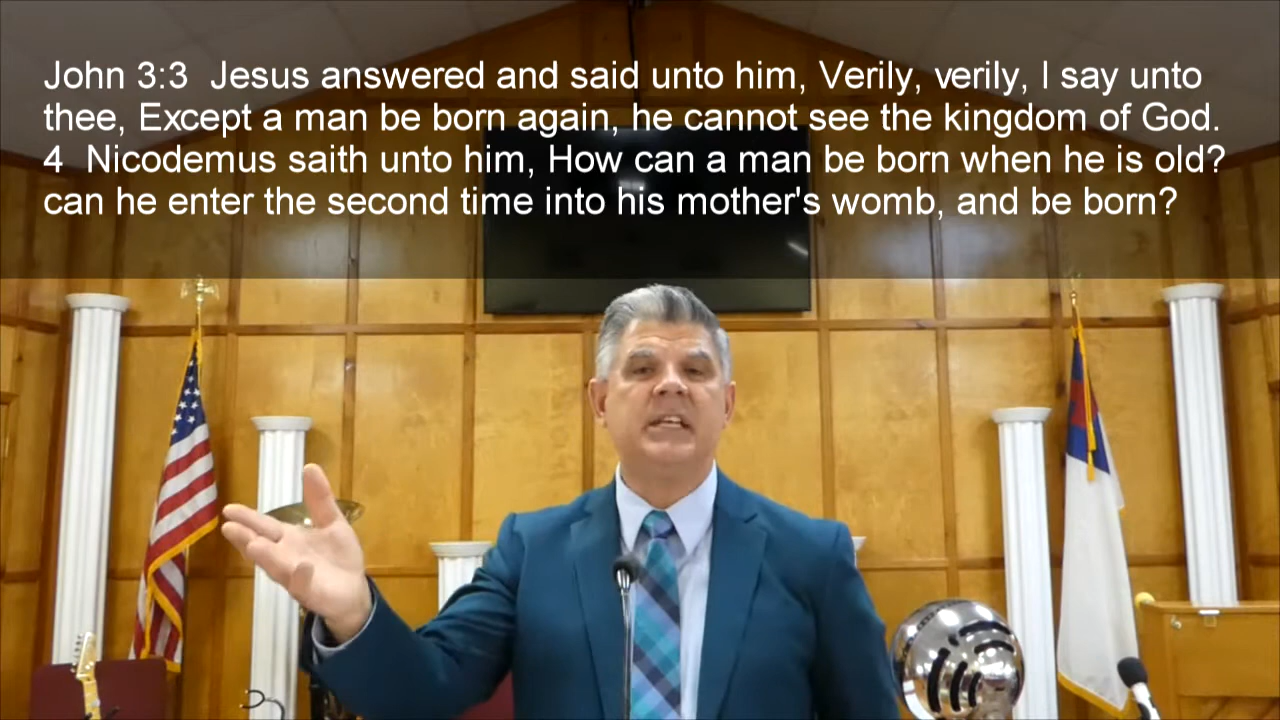 John 3:3  Jesus answered and said unto him, Verily, verily, I say unto
thee, Except a man be born again, he cannot see the kingdom of God.
4  Nicodemus saith unto him, How can a man be born when he is old?
can he enter the second time into his mother's womb, and be born?